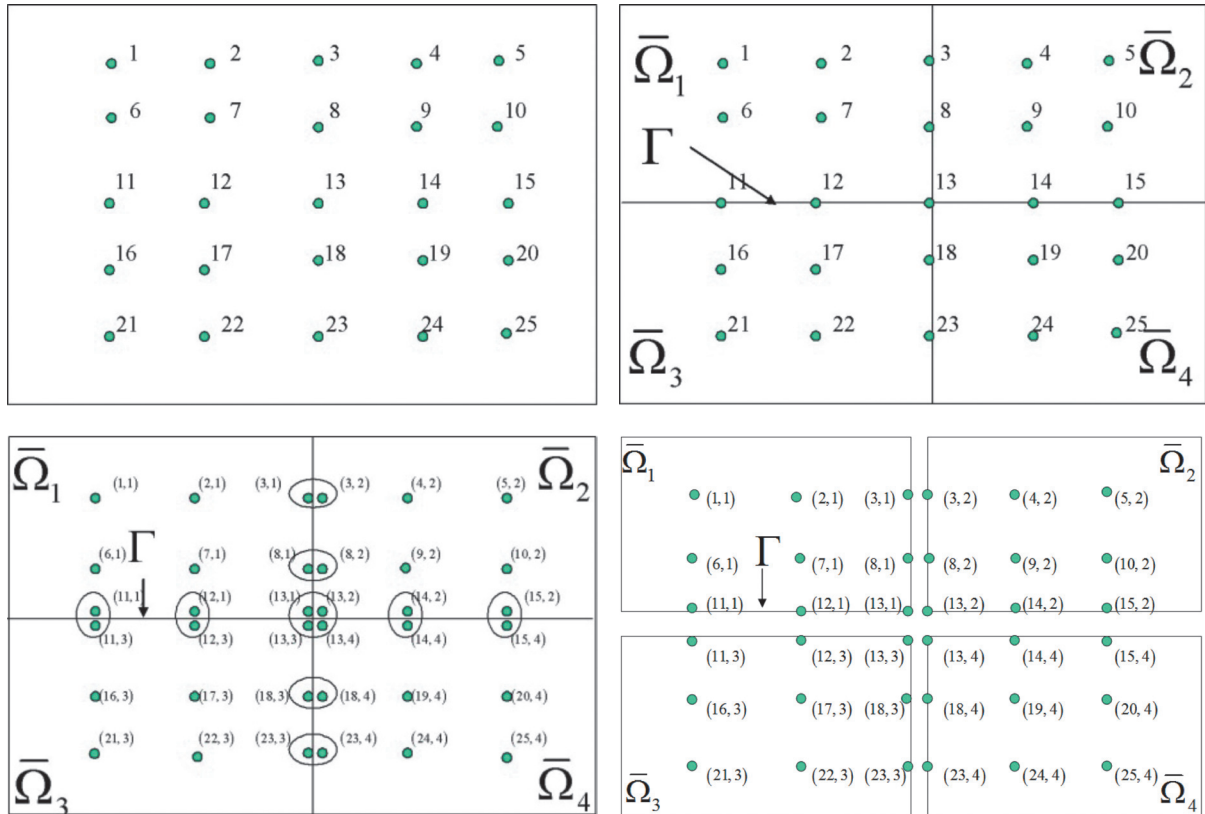 1 2 3 4 5
6 7 8 9 10
11 12 13 14 15
16 17 18 19 20
21 22 23 24 25
Ω̅₁ 1 2 3 4 5 Ω̅₂
6 7 8 9 10
Γ
11 12 13 14 15
16 17 18 19 20
21 22 23 24 25
Ω̅₃ Ω̅₄
Ω̅₁ Ω̅₂
(1,1) (2,1) (3,1) (3,2) (4,2) (5,2)
(6,1) Γ (7,1) (8,1) (8,2) (9,2) (10,2)
(11,1) (12,1) (13,1) (13,2) (14,2) (15,2)
(11,3) (12,3) (13,3) (13,4) (14,4) (15,4)
(16,3) (17,3) (18,3) (18,4) (19,4) (20,4)
(21,3) (22,3) (23,3) (23,4) (24,4) (25,4)
Ω̅₃ Ω̅₄
Ω̅₁ Ω̅₂
(1,1) (2,1) (3,1) (3,2) (4,2) (5,2)
Γ
(6,1) (7,1) (8,1) (8,2) (9,2) (10,2)
(11,1) (12,1) (13,1) (13,2) (14,2) (15,2)
(11,3) (12,3) (13,3) (13,4) (14,4) (15,4)
(16,3) (17,3) (18,3) (18,4) (19,4) (20,4)
(21,3) (22,3) (23,3) (23,4) (24,4) (25,4)
Ω̅₃ Ω̅₄